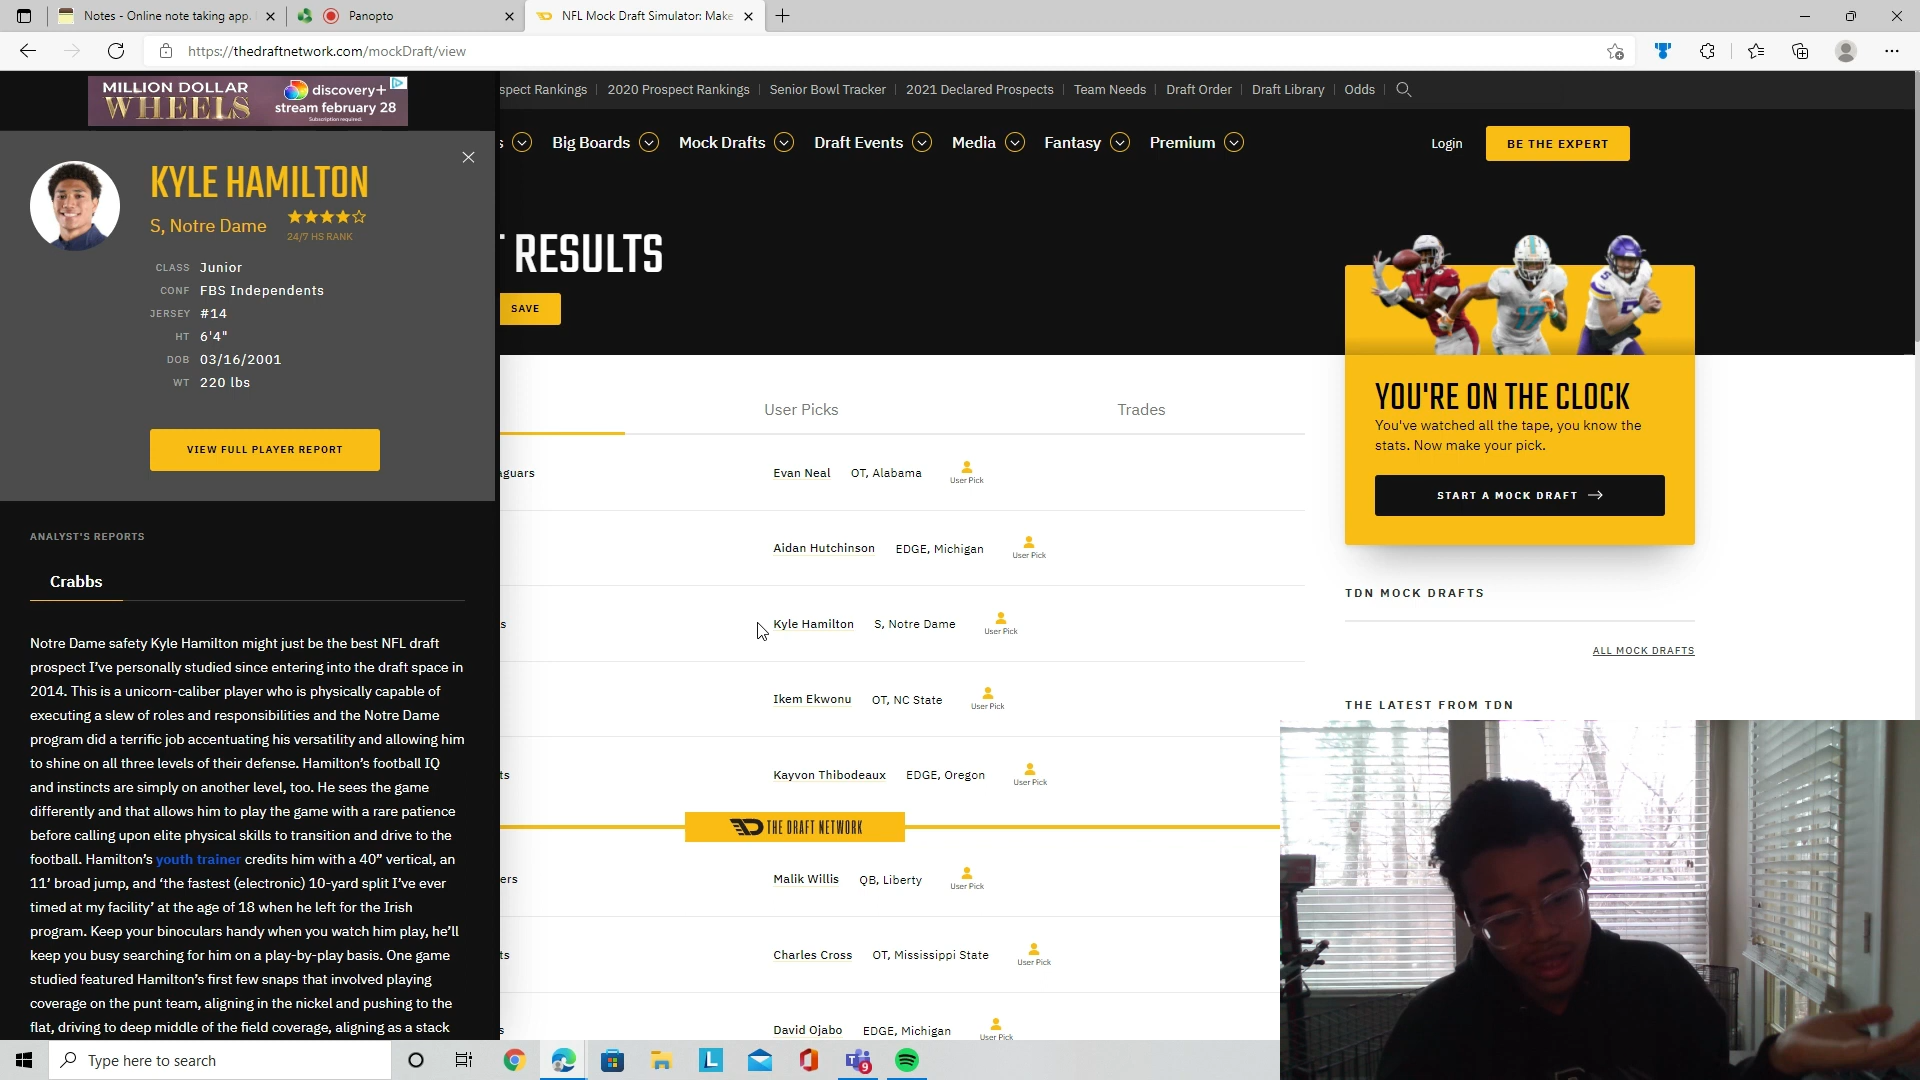 Notes - Online note taking app.
Panopto
NFL Mock Draft Simulator: Make
https://thedraftnetwork.com/mockDraft/view
MILLION DOLLAR
WHEELS
discovery+
stream february 28
Subscription required.
spect Rankings
2020 Prospect Rankings
Senior Bowl Tracker
2021 Declared Prospects
Team Needs
Draft Order
Draft Library
Odds
s
Big Boards
Mock Drafts
Draft Events
Media
Fantasy
Premium
Login
BE THE EXPERT
KYLE HAMILTON
S, Notre Dame
24/7 HS RANK
CLASS Junior
CONF FBS Independents
JERSEY #14
HT 6'4"
DOB 03/16/2001
WT 220 lbs
VIEW FULL PLAYER REPORT
ANALYST'S REPORTS
Crabbs
Notre Dame safety Kyle Hamilton might just be the best NFL draft
prospect I've personally studied since entering into the draft space in
2014. This is a unicorn-caliber player who is physically capable of
executing a slew of roles and responsibilities and the Notre Dame
program did a terrific job accentuating his versatility and allowing him
to shine on all three levels of their defense. Hamilton's football IQ
and instincts are simply on another level, too. He sees the game
differently and that allows him to play the game with a rare patience
before calling upon elite physical skills to transition and drive to the
football. Hamilton's youth trainer credits him with a 40" vertical, an
11' broad jump, and 'the fastest (electronic) 10-yard split I've ever
timed at my facility' at the age of 18 when he left for the Irish
program. Keep your binoculars handy when you watch him play, he'll
keep you busy searching for him on a play-by-play basis. One game
studied featured Hamilton's first few snaps that involved playing
coverage on the punt team, aligning in the nickel and pushing to the
flat, driving to deep middle of the field coverage, aligning as a stack
RESULTS
SAVE
User Picks
Trades
aguars
Evan Neal OT, Alabama User Pick
Aidan Hutchinson EDGE, Michigan User Pick
s
Kyle Hamilton S, Notre Dame User Pick
Ikem Ekwonu OT, NC State User Pick
ts
Kayvon Thibodeaux EDGE, Oregon User Pick
THE DRAFT NETWORK
ers
Malik Willis QB, Liberty User Pick
ts
Charles Cross OT, Mississippi State User Pick
s
David Ojabo EDGE, Michigan User Pick
YOU'RE ON THE CLOCK
You've watched all the tape, you know the
stats. Now make your pick.
START A MOCK DRAFT
TDN MOCK DRAFTS
ALL MOCK DRAFTS
THE LATEST FROM TDN
Type here to search